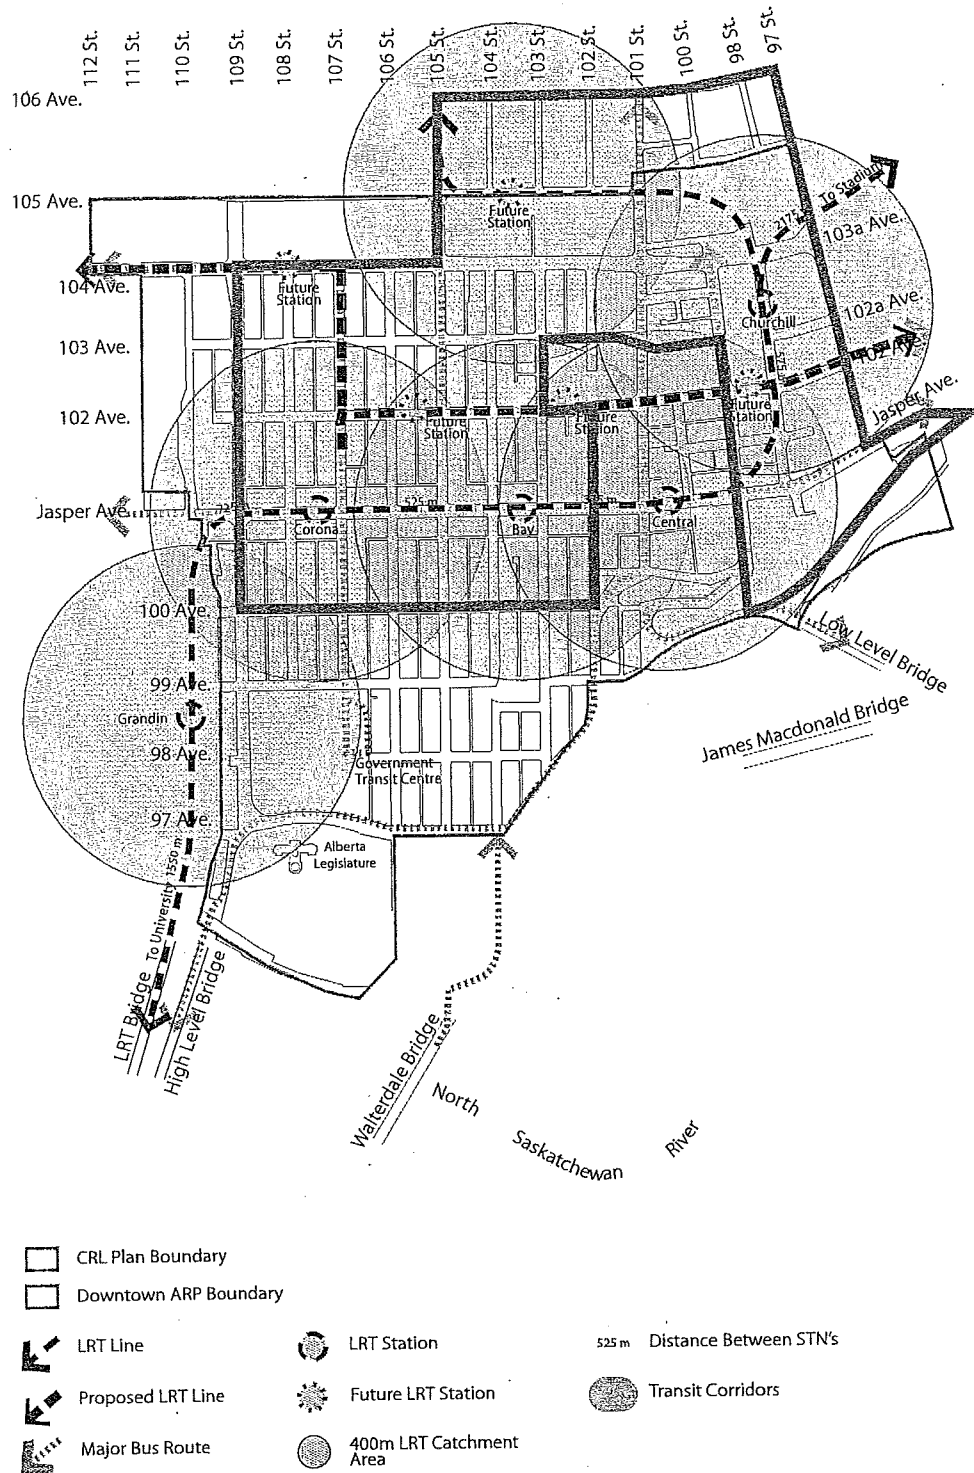 112 St.
111 St.
110 St.
109 St.
108 St.
107 St.
106 St.
105 St.
104 St.
103 St.
102 St.
101 St.
100 St.
98 St.
97 St.
106 Ave.
105 Ave.
To Stadium
2175
Future
Station
103a Ave.
104 Ave.
Future
Station
102a Ave.
Churchill
103 Ave.
102 Ave.
Jasper Ave.
Future
Station
Future
Station
Future
Station
525 m
Jasper Ave.
Corona
Bay
Central
100 Ave.
Low Level Bridge
99 Ave.
Grandin
James Macdonald Bridge
98 Ave.
Government
Transit Centre
97 Ave.
Alberta
Legislature
To University 1550 m
LRT Bridge
High Level Bridge
Walterdale Bridge
North
Saskatchewan
River
CRL Plan Boundary
Downtown ARP Boundary
LRT Line
LRT Station
525 m Distance Between STN's
Proposed LRT Line
Future LRT Station
Transit Corridors
Major Bus Route
400m LRT Catchment
Area